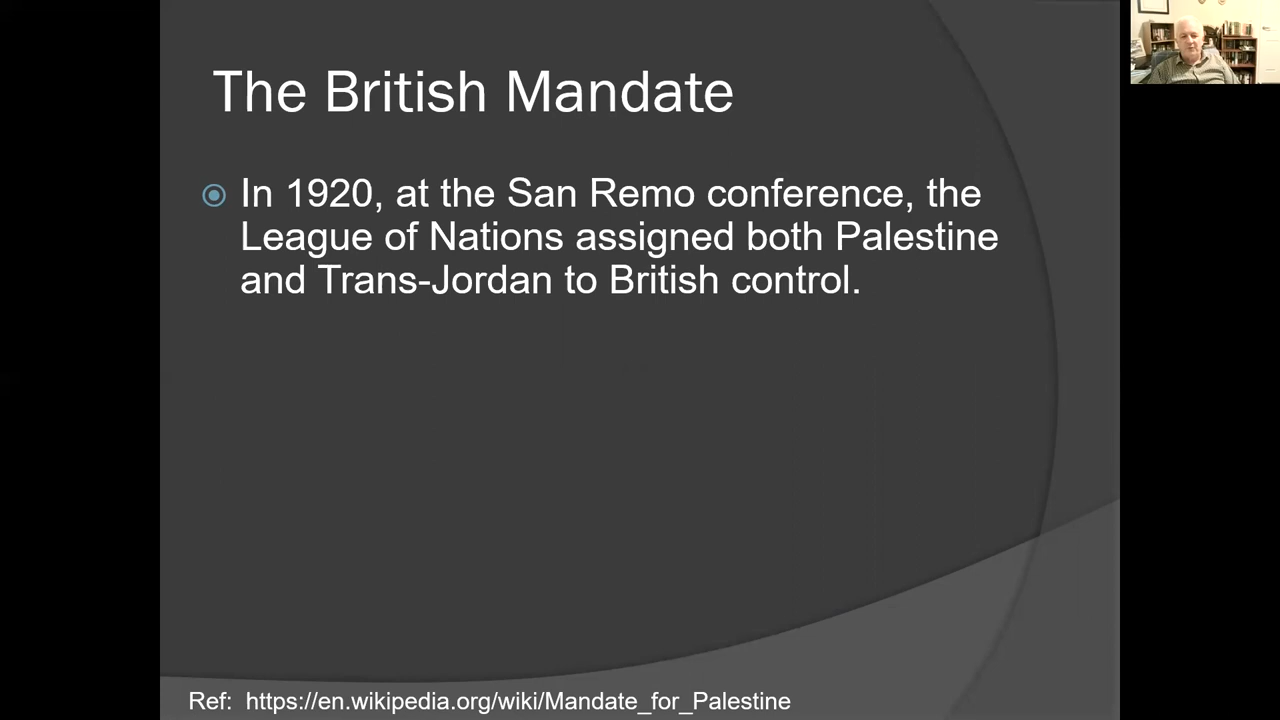 The British Mandate
In 1920, at the San Remo conference, the
League of Nations assigned both Palestine
and Trans-Jordan to British control.
Ref:  https://en.wikipedia.org/wiki/Mandate_for_Palestine